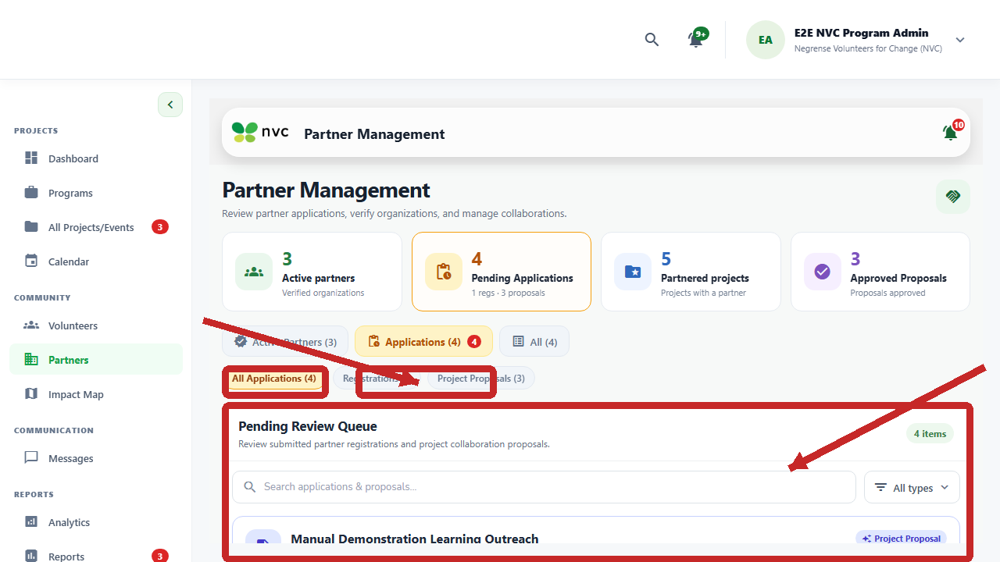 9+
EA
E2E NVC Program Admin
Negrense Volunteers for Change (NVC)
PROJECTS
Dashboard
Programs
All Projects/Events 3
Calendar
COMMUNITY
Volunteers
Partners
Impact Map
COMMUNICATION
Messages
REPORTS
Analytics
Reports 3
nvc Partner Management 10
Partner Management
Review partner applications, verify organizations, and manage collaborations.
3
Active partners
Verified organizations
4
Pending Applications
1 regs · 3 proposals
5
Partnered projects
Projects with a partner
3
Approved Proposals
Proposals approved
Active Partners (3) Applications (4) 4 All (4)
All Applications (4) Registrations Project Proposals (3)
Pending Review Queue
Review submitted partner registrations and project collaboration proposals.
4 items
Search applications & proposals...
All types
Manual Demonstration Learning Outreach
Project Proposal